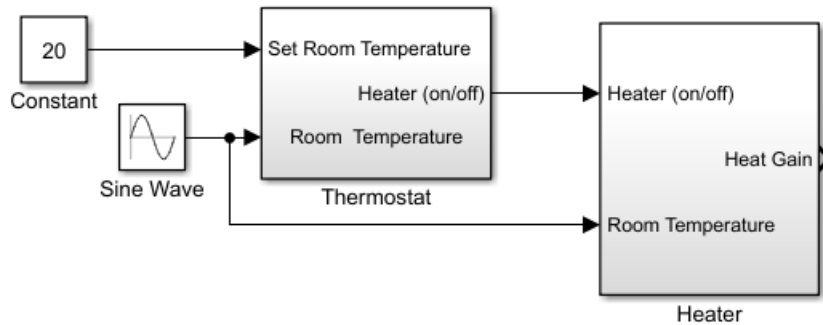 20
Constant
Sine Wave
Set Room Temperature
Heater (on/off)
Room  Temperature
Thermostat
Heater (on/off)
Heat Gain
Room Temperature
Heater